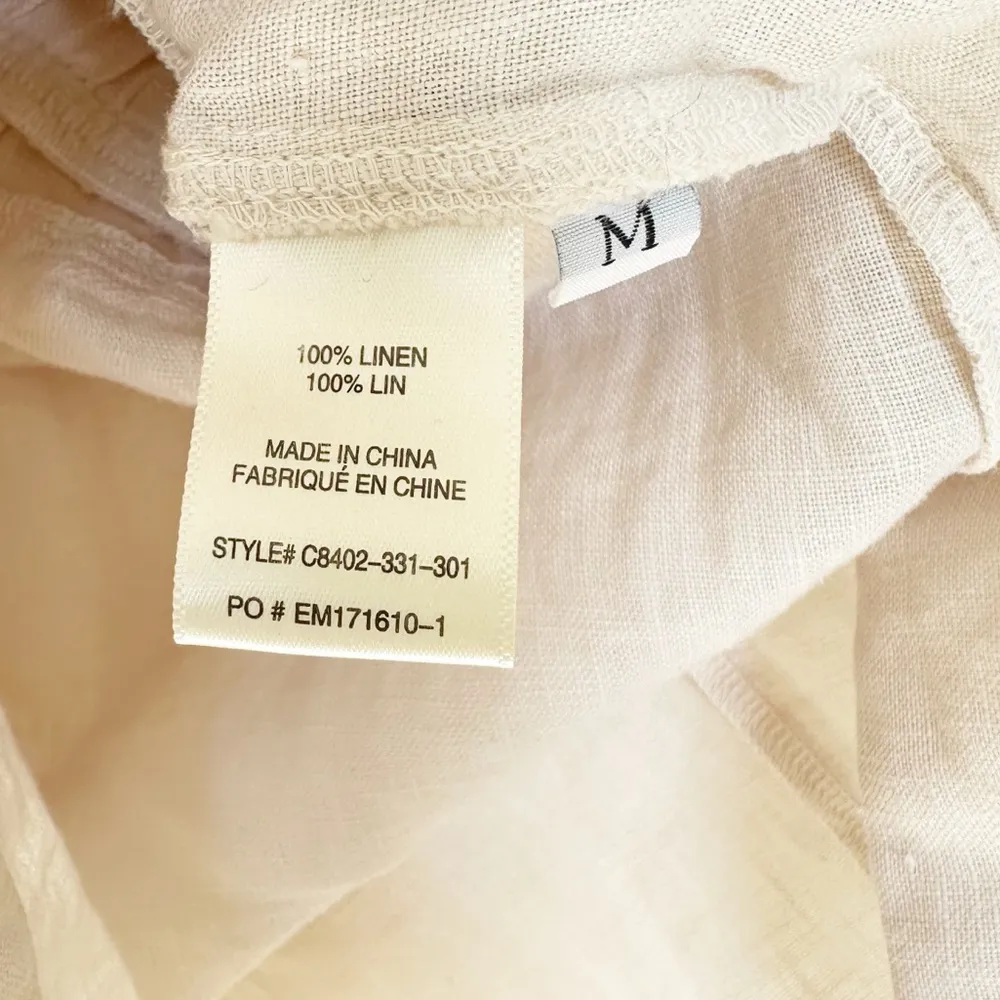 M
100% LINEN
100% LIN
MADE IN CHINA
FABRIQUÉ EN CHINE
STYLE# C8402–331–301
PO # EM171610–1